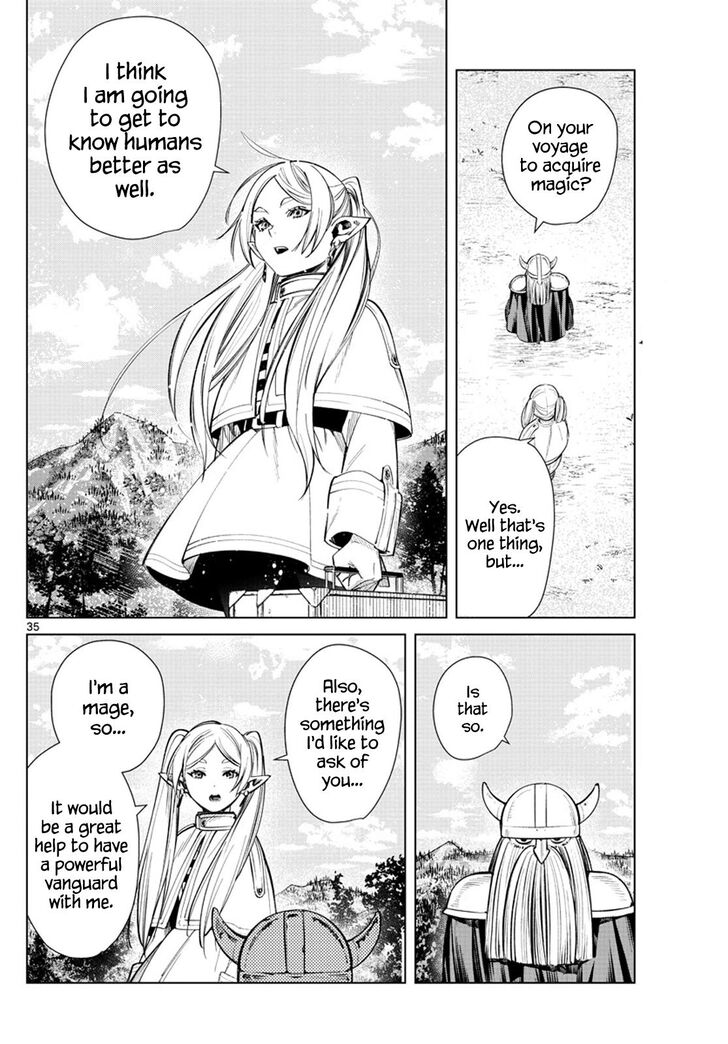 On your
voyage
to acquire
magic?
Yes.
Well that's
one thing,
but...
I think
I am going
to get to
know humans
better as
well.
35
Is
that
so.
Also,
there's
something
I'd like to
ask of
you...
I'm a
mage,
so...
It would
be a great
help to have
a powerful
vanguard
with me.